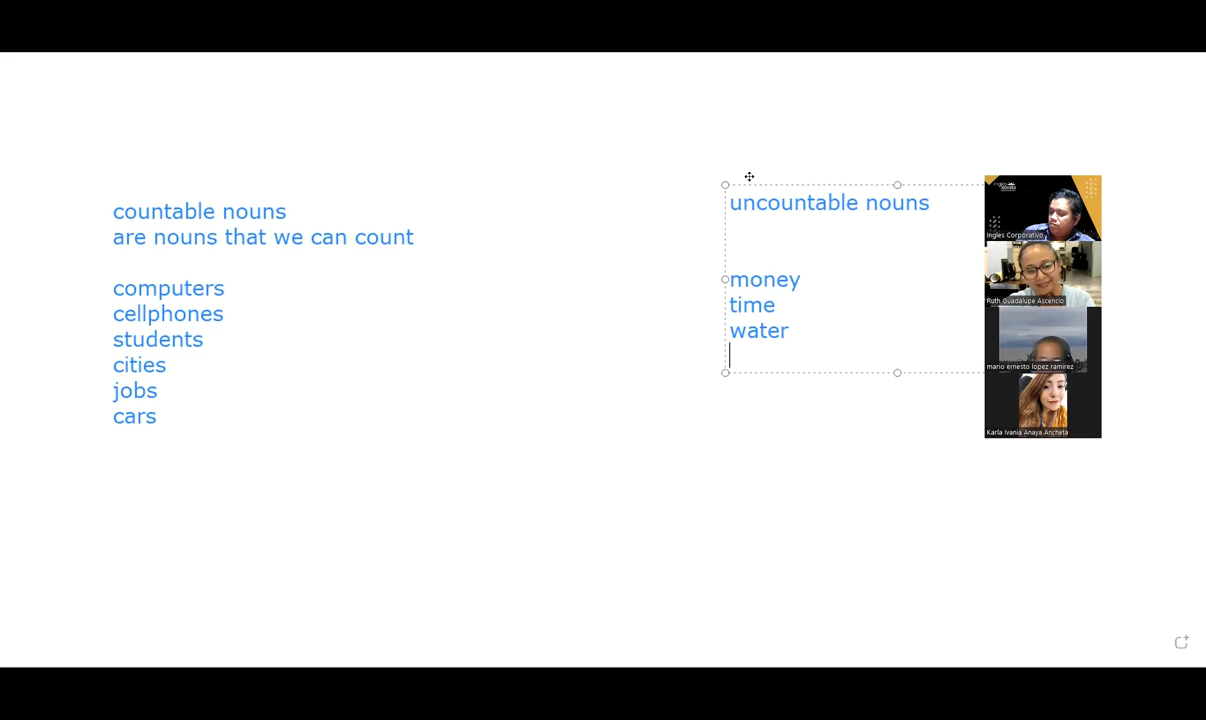 countable nouns
are nouns that we can count
computers
cellphones
students
cities
jobs
cars
uncountable nouns
money
time
water
Ingles Corporativo
Ruth Guadalupe Ascencio
mario ernesto lopez ramirez
Karla Ivania Anaya Ancheta